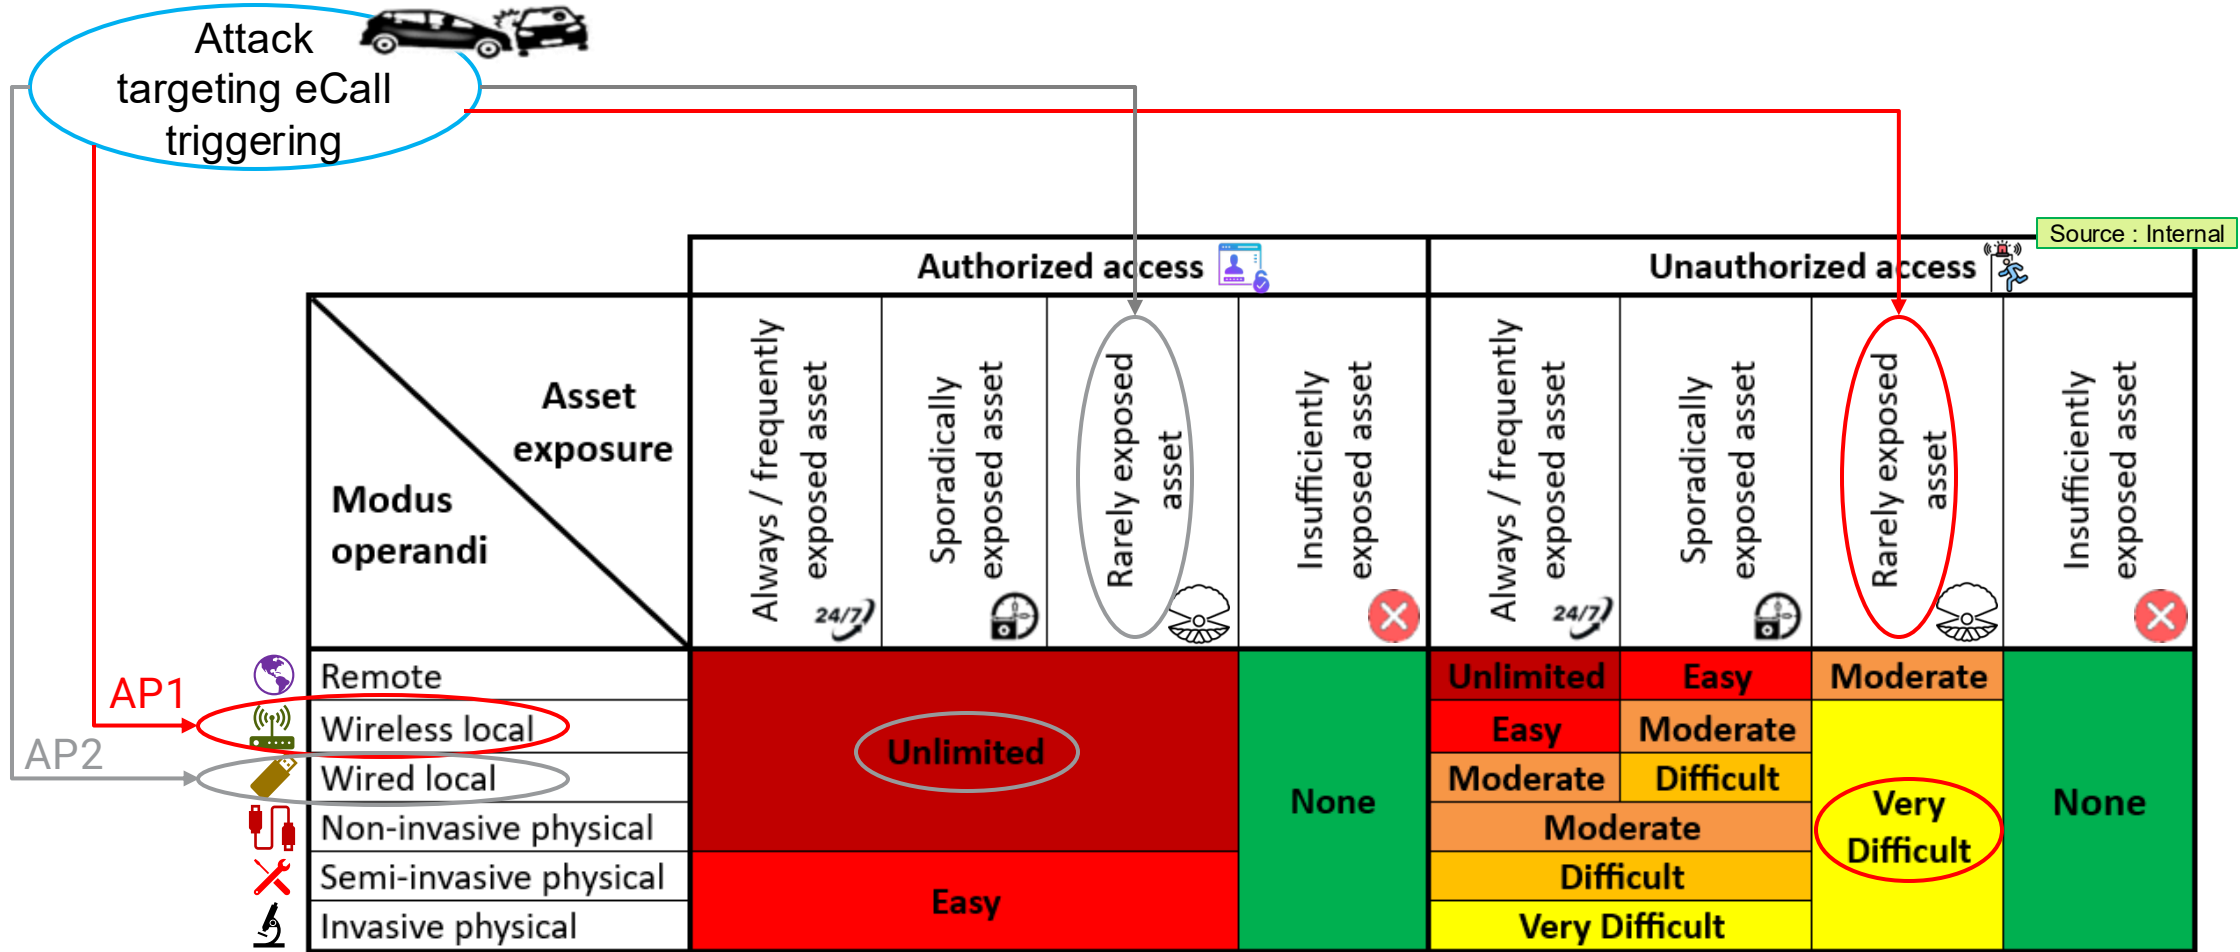 Attack
targeting eCall
triggering
Source : Internal
Authorized access
Unauthorized access
Asset
exposure
Modus
operandi
Always / frequently
exposed asset
24/7
Sporadically
exposed asset
Rarely exposed
asset
Insufficiently
exposed asset
Always / frequently
exposed asset
24/7
Sporadically
exposed asset
Rarely exposed
asset
Insufficiently
exposed asset
AP1
AP2
Remote
Wireless local
Wired local
Non-invasive physical
Semi-invasive physical
Invasive physical
Unlimited
Easy
None
Unlimited
Easy
Moderate
Easy
Moderate
Moderate
Difficult
Moderate
Difficult
Very Difficult
Very
Difficult
None